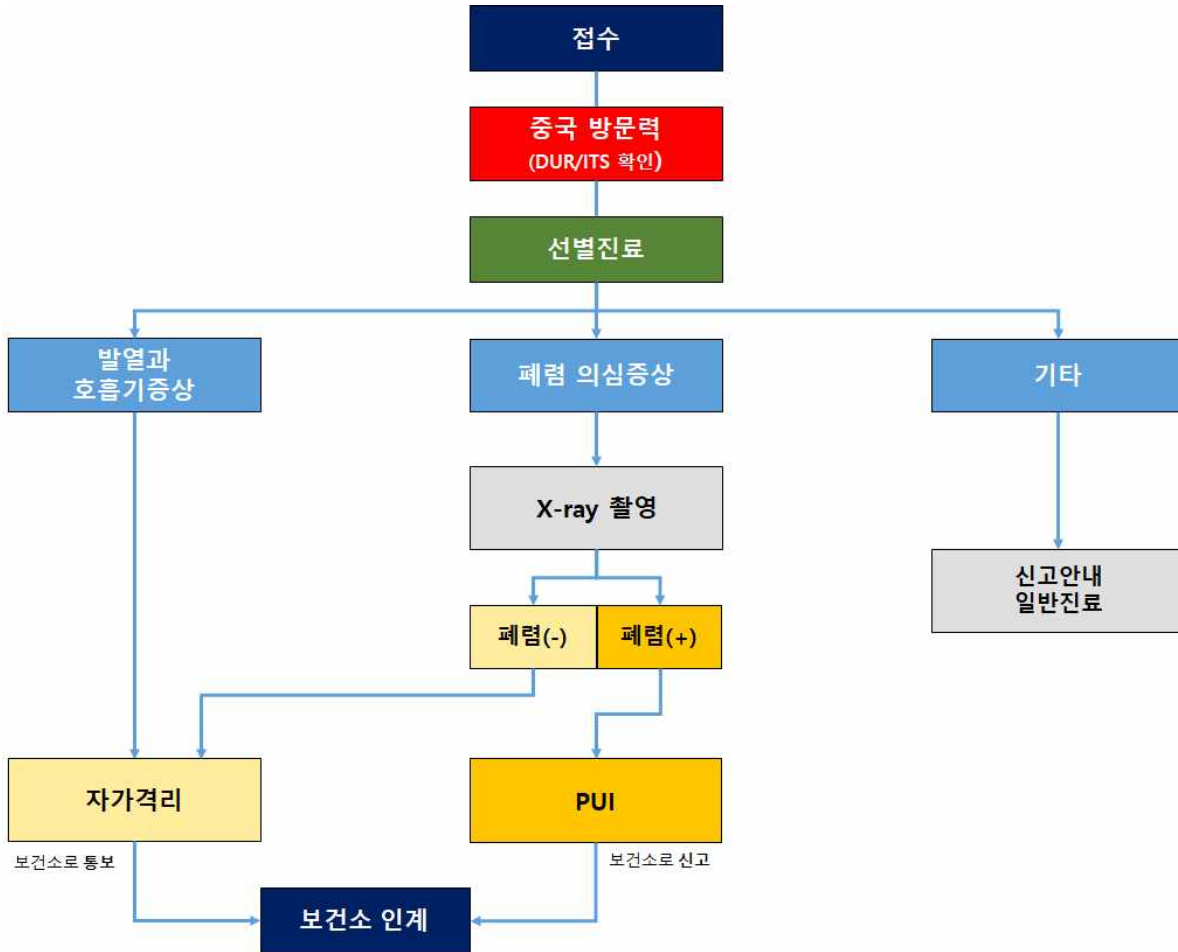 접수
중국 방문력
(DUR/ITS 확인)
선별진료
발열과
호흡기증상
폐렴 의심증상
기타
X-ray 촬영
신고안내
일반진료
폐렴(-)
폐렴(+)
자가격리
PUI
보건소로 통보
보건소로 신고
보건소 인계